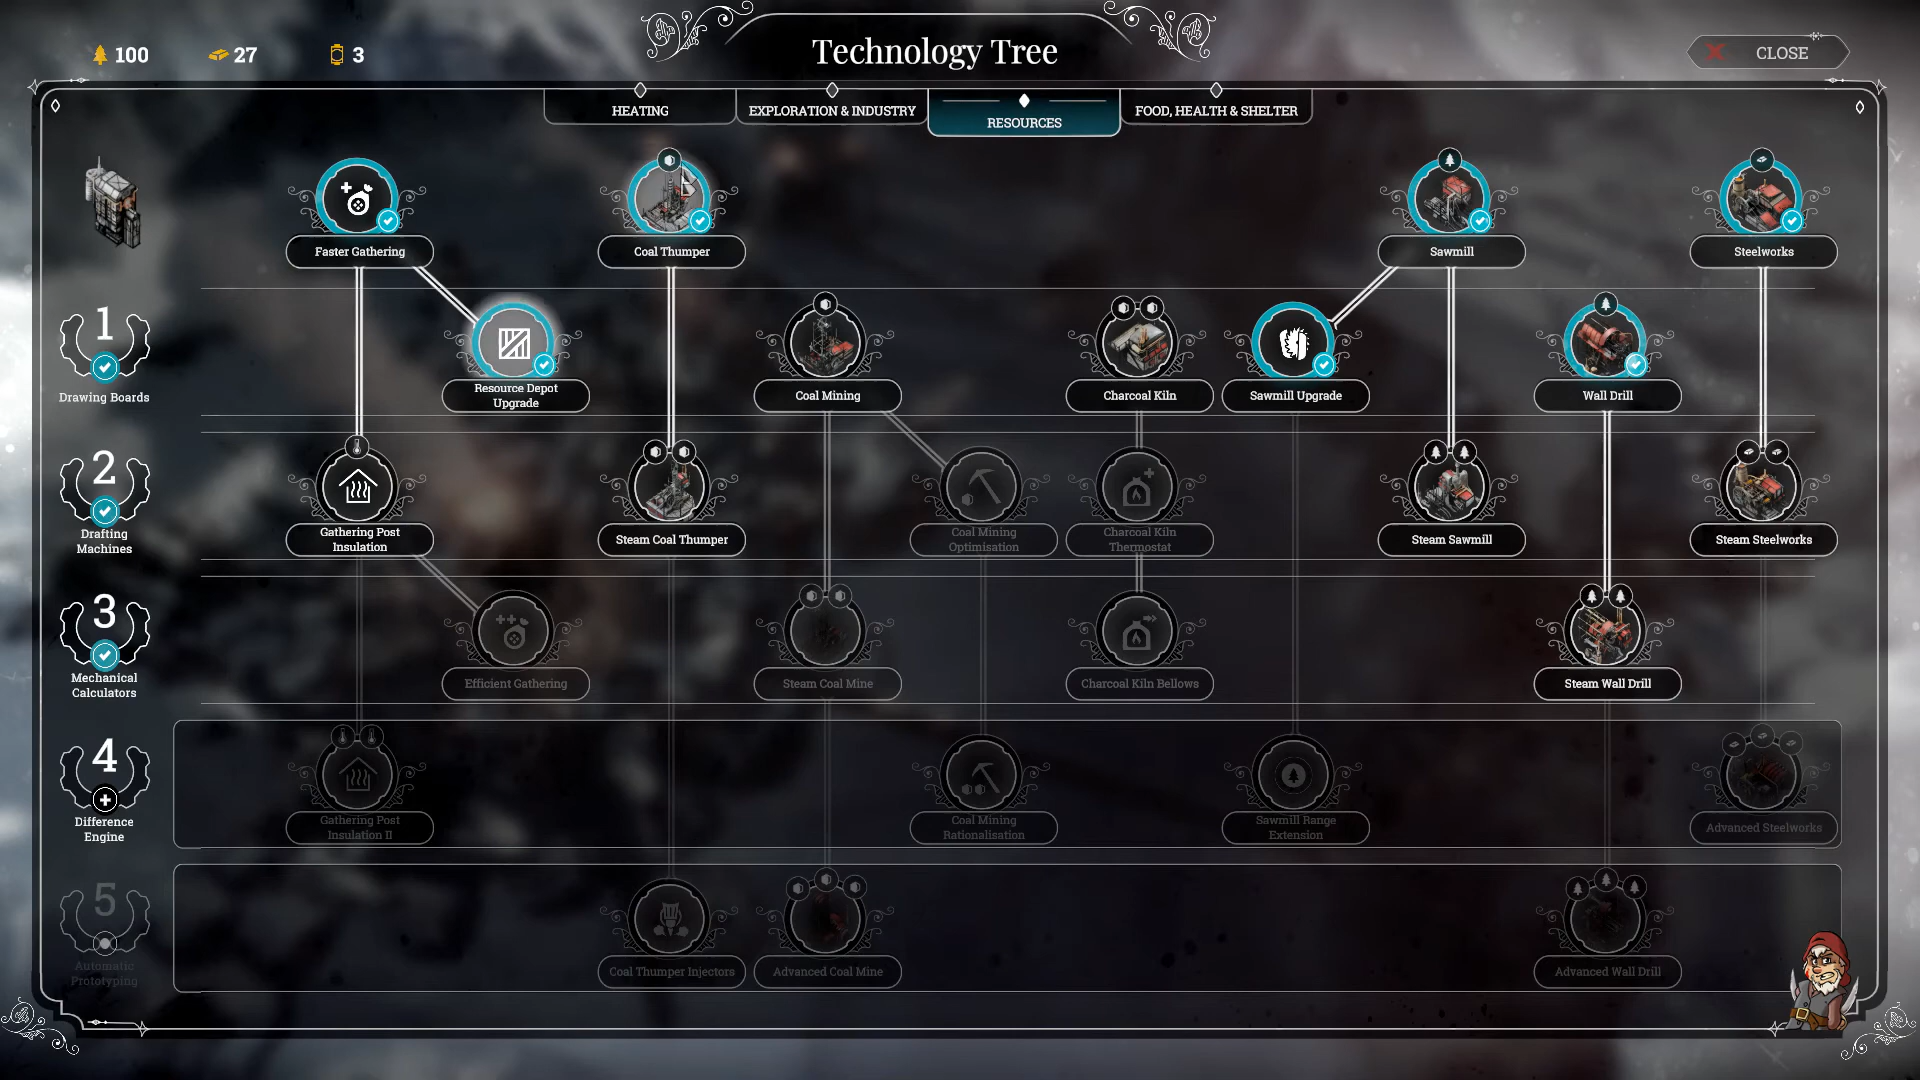 100 27 3
Technology Tree
CLOSE
HEATING
EXPLORATION & INDUSTRY
RESOURCES
FOOD, HEALTH & SHELTER
Faster Gathering
Coal Thumper
Sawmill
Steelworks
1
Drawing Boards
Resource Depot
Upgrade
Coal Mining
Charcoal Kiln
Sawmill Upgrade
Wall Drill
2
Drafting
Machines
Gathering Post
Insulation
Steam Coal Thumper
Coal Mining
Optimisation
Charcoal Kiln
Thermostat
Steam Sawmill
Steam Steelworks
3
Mechanical
Calculators
Efficient Gathering
Steam Coal Mine
Charcoal Kiln Bellows
Steam Wall Drill
4
Difference
Engine
Gathering Post
Insulation II
Coal Mining
Rationalisation
Sawmill Range
Extension
Advanced Steelworks
5
Automatic
Prototyping
Coal Thumper Injectors
Advanced Coal Mine
Advanced Wall Drill